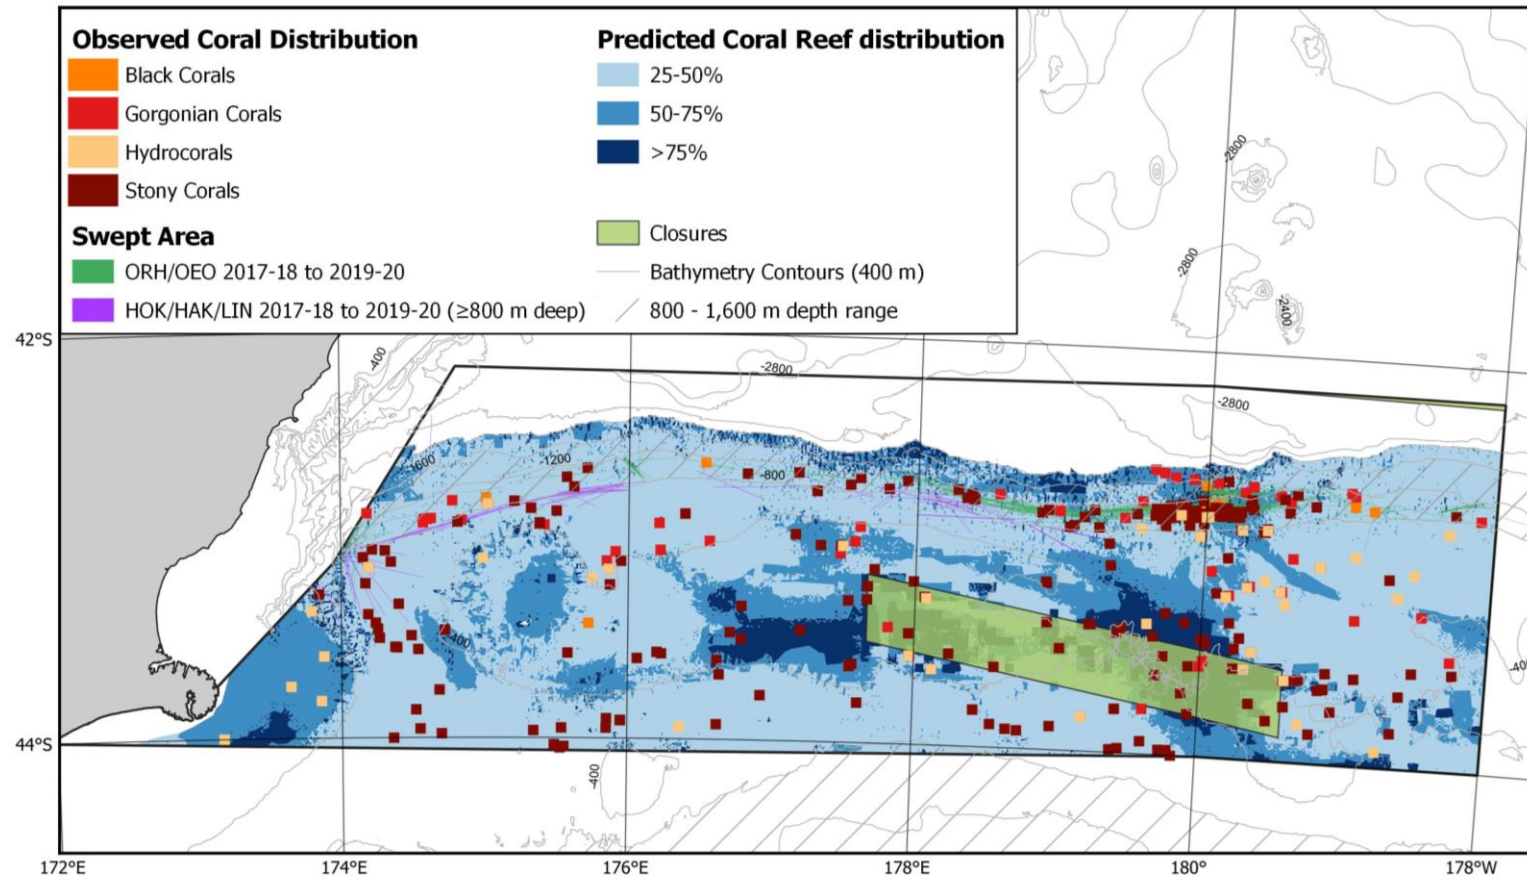 Observed Coral Distribution
Black Corals
Gorgonian Corals
Hydrocorals
Stony Corals
Swept Area
ORH/OEO 2017-18 to 2019-20
HOK/HAK/LIN 2017-18 to 2019-20 (≥800 m deep)
Predicted Coral Reef distribution
25-50%
50-75%
>75%
Closures
Bathymetry Contours (400 m)
800 - 1,600 m depth range
-2800
-2800
-2400
42°S
-400
-2800
-2800
-1600
-1200
-800
-400
44°S
-400
172°E
174°E
176°E
178°E
180°
178°W